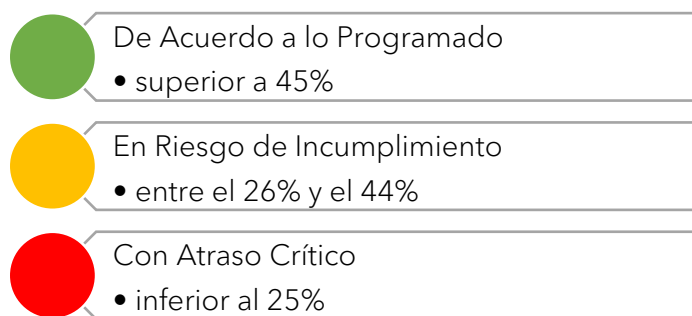 De Acuerdo a lo Programado
• superior a 45%
En Riesgo de Incumplimiento
• entre el 26% y el 44%
Con Atraso Crítico
• inferior al 25%